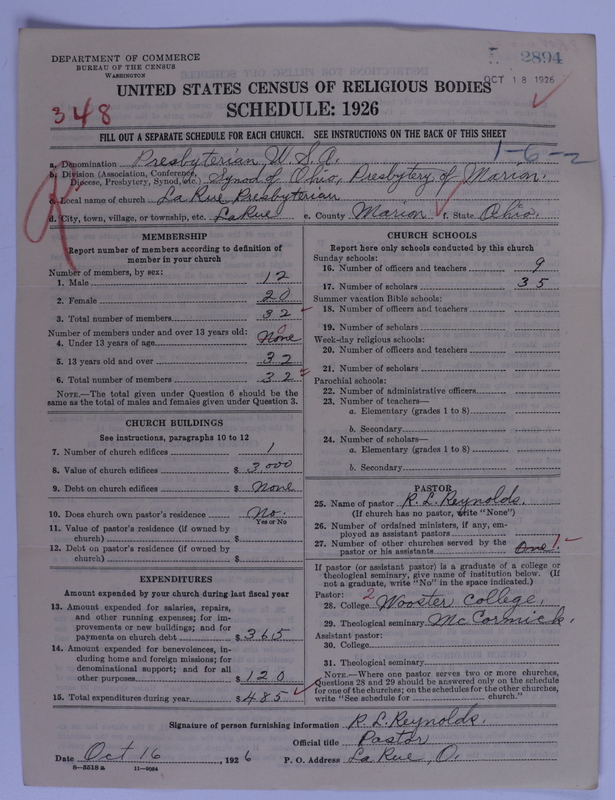 DEPARTMENT OF COMMERCE
BUREAU OF THE CENSUS
WASHINGTON
2894
OCT 18 1926
UNITED STATES CENSUS OF RELIGIOUS BODIES
SCHEDULE: 1926
348
FILL OUT A SEPARATE SCHEDULE FOR EACH CHURCH. SEE INSTRUCTIONS ON THE BACK OF THIS SHEET
1-6-2
a. Denomination Presbyterian U.S.A.
b. Division (Association, Conference, Diocese, Presbytery, Synod, etc.) Synod of Ohio, Presbytery of Marion.
c. Local name of church La Rue Presbyterian
d. City, town, village, or township, etc. LaRue e. County Marion f. State Ohio.
MEMBERSHIP
Report number of members according to definition of
member in your church
Number of members, by sex:
1. Male 12
2. Female 20
3. Total number of members 32
Number of members under and over 13 years old:
4. Under 13 years of age None 0
5. 13 years old and over 32
6. Total number of members 32
NOTE.—The total given under Question 6 should be
same as the total of males and females given under Question 3.
CHURCH BUILDINGS
See instructions, paragraphs 10 to 12
7. Number of church edifices 1
8. Value of church edifices $ 3,000
9. Debt on church edifices $ None
10. Does church own pastor's residence No.
Yes or No
11. Value of pastor's residence (if owned by
church) $
12. Debt on pastor's residence (if owned by
church) $
EXPENDITURES
Amount expended by your church during last fiscal year
13. Amount expended for salaries, repairs,
and other running expenses; for im-
provements or new buildings; and for
payments on church debt $ 365
14. Amount expended for benevolences, in-
cluding home and foreign missions; for
denominational support; and for all
other purposes $ 120
15. Total expenditures during year $ 485
CHURCH SCHOOLS
Report here only schools conducted by this church
Sunday schools:
16. Number of officers and teachers 9
17. Number of scholars 35
Summer vacation Bible schools:
18. Number of officers and teachers
19. Number of scholars
Week-day religious schools:
20. Number of officers and teachers
21. Number of scholars
Parochial schools:
22. Number of administrative officers
23. Number of teachers—
a. Elementary (grades 1 to 8)
b. Secondary
24. Number of scholars—
a. Elementary (grades 1 to 8)
b. Secondary
PASTOR
25. Name of pastor R. L. Reynolds.
(If church has no pastor, write "None")
26. Number of ordained ministers, if any, em-
ployed as assistant pastors
27. Number of other churches served by the
pastor or his assistants One 1
If pastor (or assistant pastor) is a graduate of a college or
theological seminary, give name of institution below. (If
not a graduate, write "No" in the space indicated.)
Pastor: 2
28. College Wooster College.
29. Theological seminary McCormick.
Assistant pastor:
30. College
31. Theological seminary
NOTE.—Where one pastor serves two or more churches,
Questions 28 and 29 should be answered only on the schedule
for one of the churches; on the schedules for the other churches,
write "See schedule for church."
Signature of person furnishing information R. L. Reynolds.
Official title Pastor
Date Oct 16, 1926 P. O. Address La Rue, O.
8—5518a 11—9034